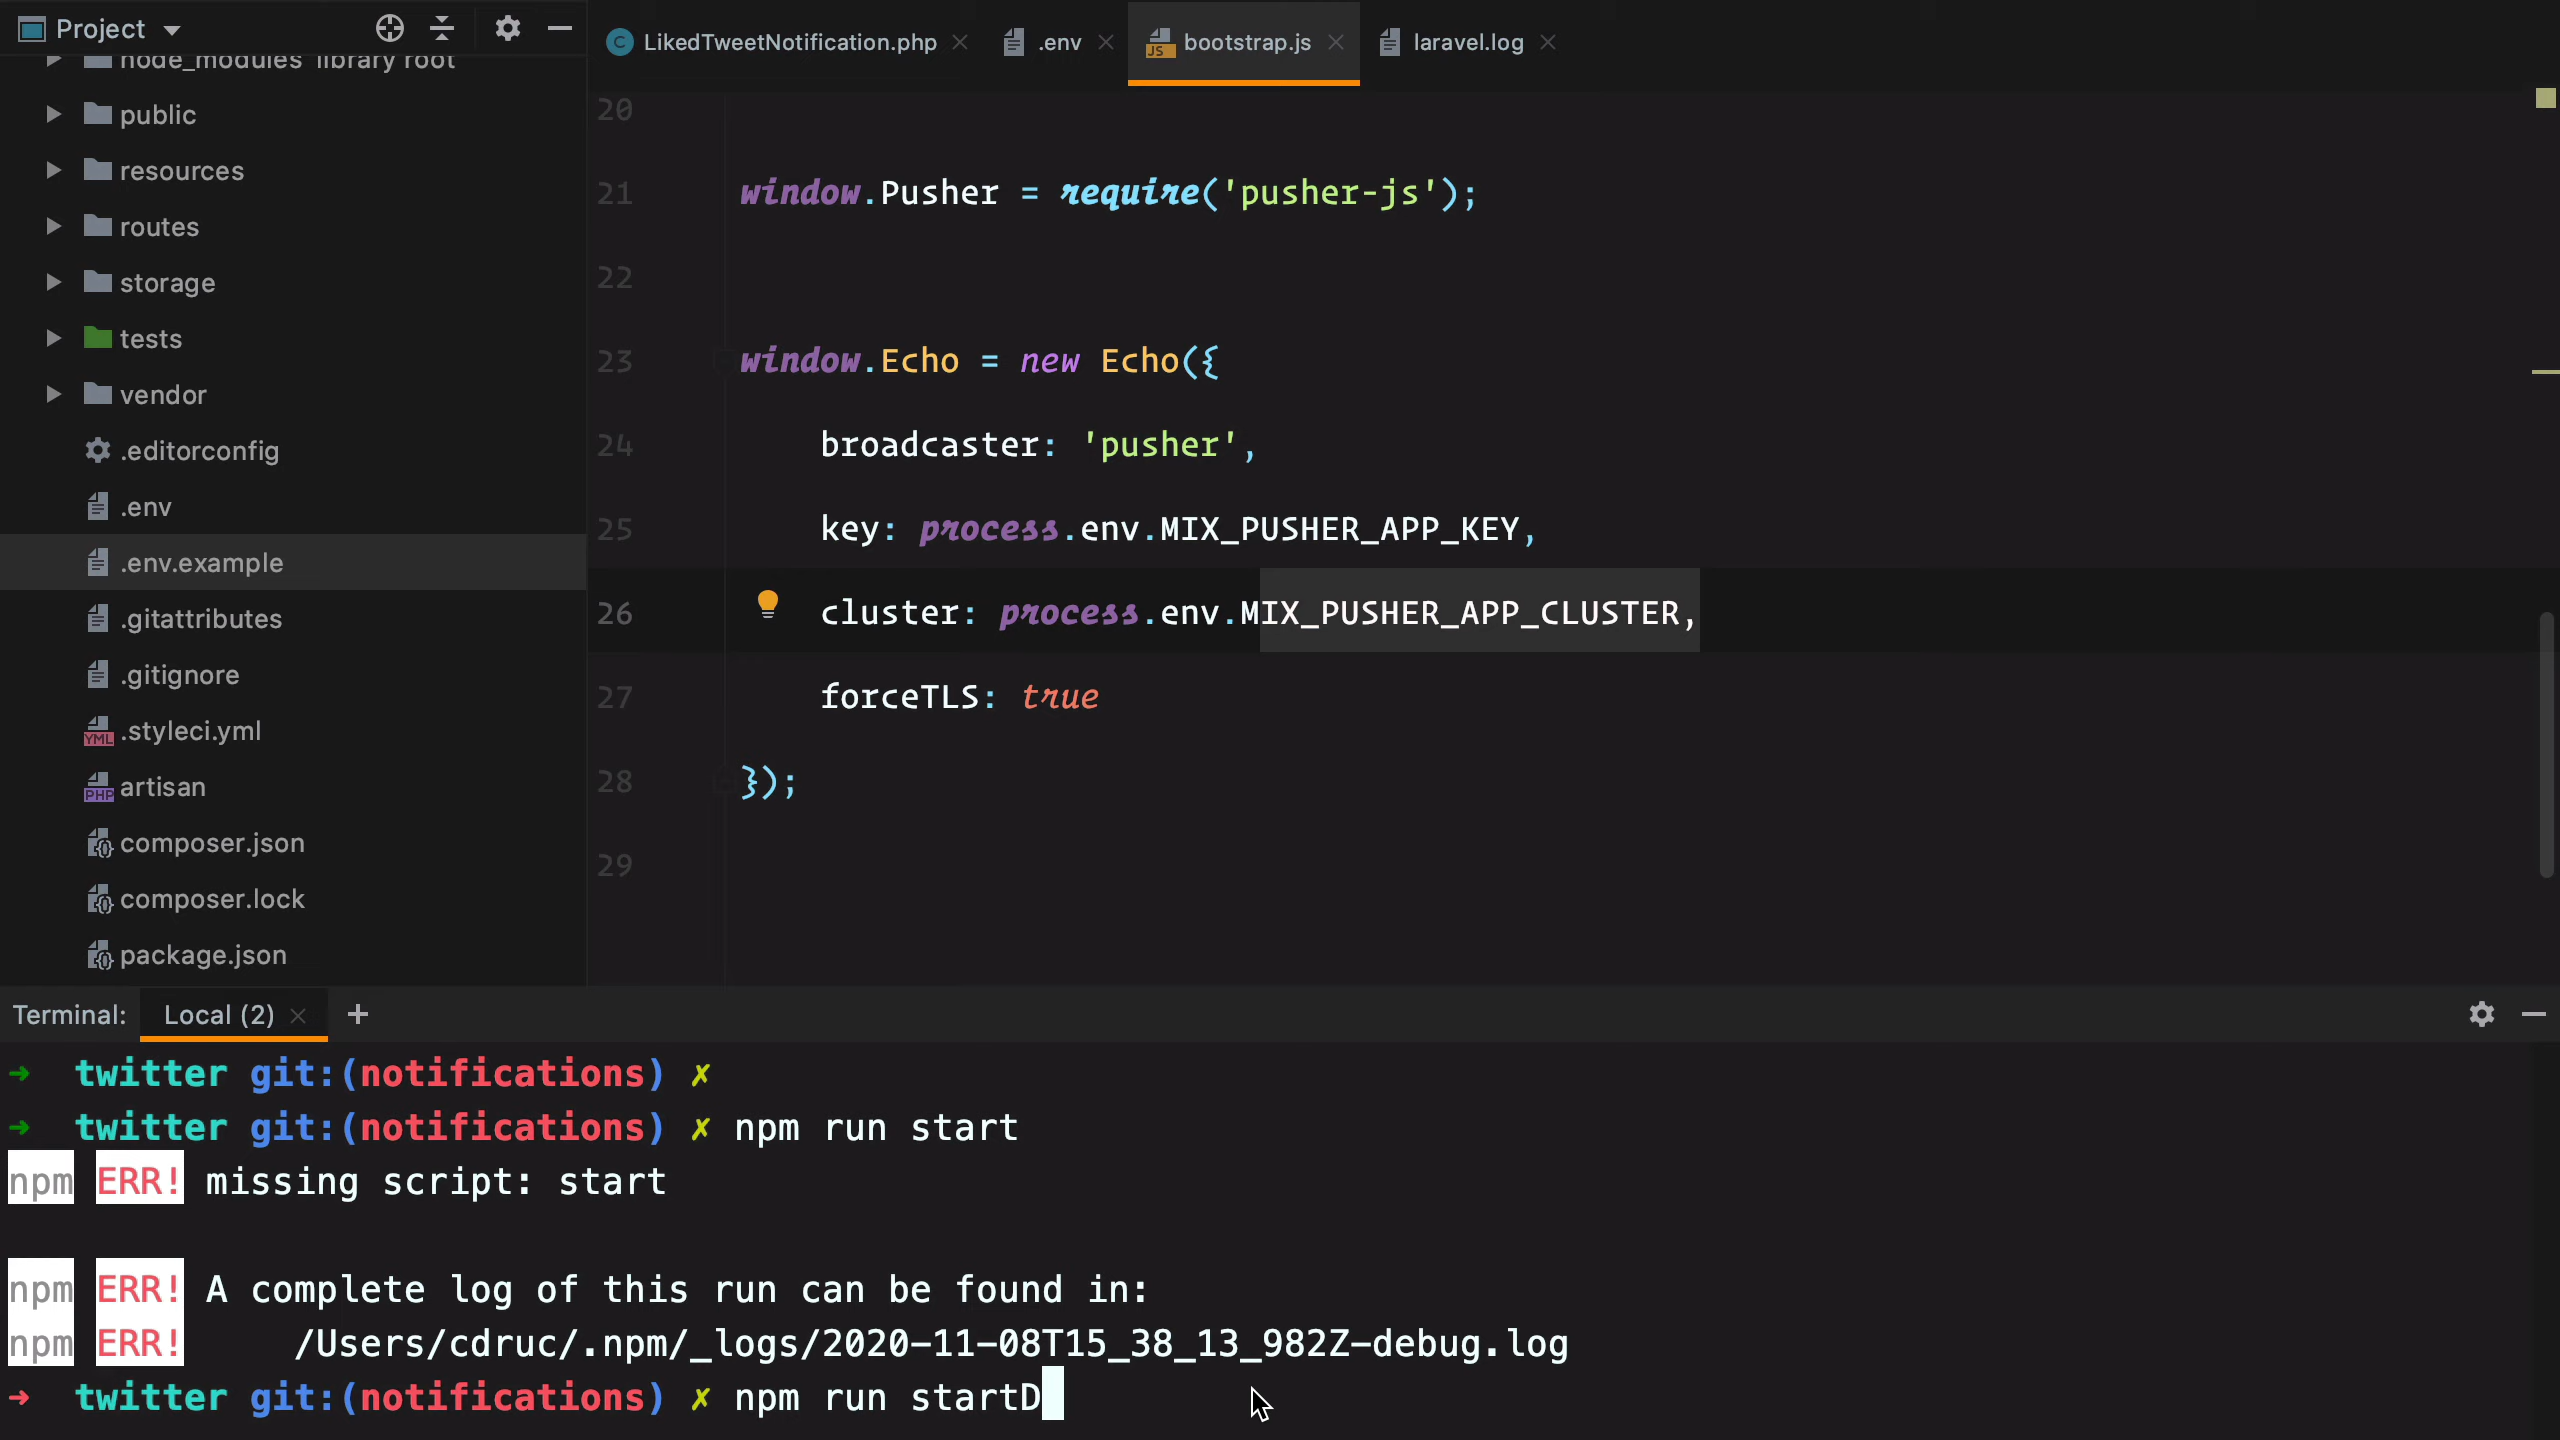 Project
LikedTweetNotification.php
.env
bootstrap.js
laravel.log
node_modules library root
public
resources
routes
storage
tests
vendor
.editorconfig
.env
.env.example
.gitattributes
.gitignore
.styleci.yml
artisan
composer.json
composer.lock
package.json
20
21 window.Pusher = require('pusher-js');
22
23 window.Echo = new Echo({
24 broadcaster: 'pusher',
25 key: process.env.MIX_PUSHER_APP_KEY,
26 cluster: process.env.MIX_PUSHER_APP_CLUSTER,
27 forceTLS: true
28 });
29
Terminal: Local (2) +
➜ twitter git:(notifications) ✗
➜ twitter git:(notifications) ✗ npm run start
npm ERR! missing script: start
npm ERR! A complete log of this run can be found in:
npm ERR! /Users/cdruc/.npm/_logs/2020-11-08T15_38_13_982Z-debug.log
➜ twitter git:(notifications) ✗ npm run startD